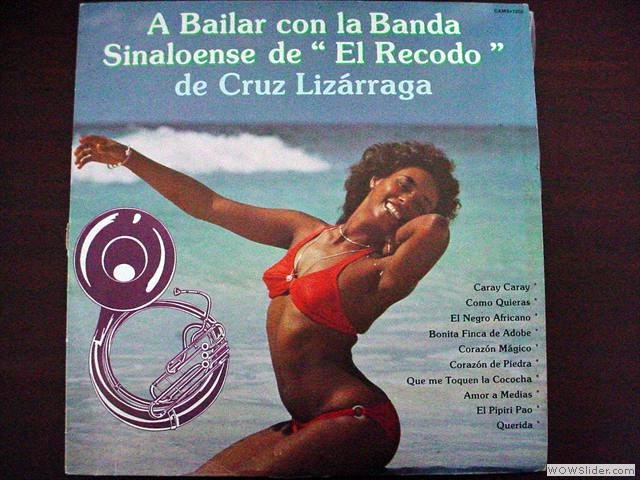 CAMS-1202
A Bailar con la Banda
Sinaloense de “ El Recodo ”
de Cruz Lizárraga
Caray Caray
Como Quieras
El Negro Africano
Bonita Finca de Adobe
Corazón Mágico
Corazón de Piedra
Que me Toquen la Cococha
Amor a Medias
El Pipiri Pao
Querida
WOWSlider.com